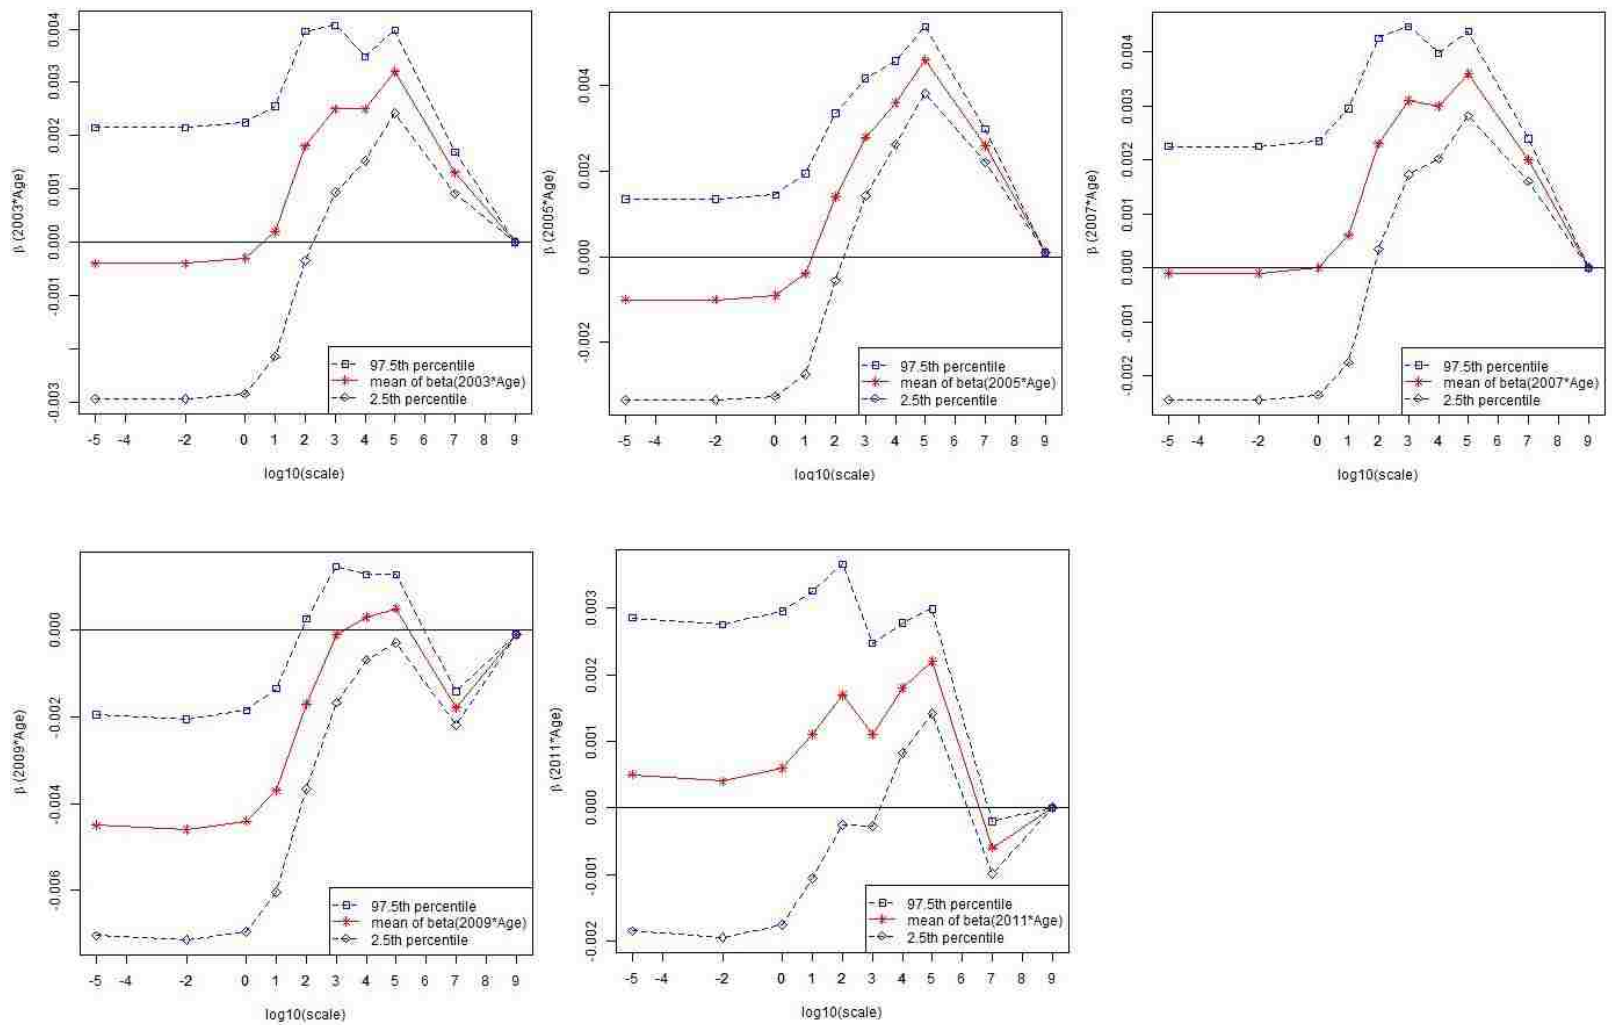 β (2003*Age)
0.004
0.003
0.002
0.001
0.000
-0.001
-0.003
97.5th percentile
mean of beta(2003*Age)
2.5th percentile
-5 -4 -2 0 1 2 3 4 5 7 8 9
log10(scale)
β (2005*Age)
0.004
0.002
0.000
-0.002
97.5th percentile
mean of beta(2005*Age)
2.5th percentile
-5 -4 -2 0 1 2 3 4 5 7 8 9
log10(scale)
β (2007*Age)
0.004
0.003
0.002
0.001
0.000
-0.001
-0.002
97.5th percentile
mean of beta(2007*Age)
2.5th percentile
-5 -4 -2 0 1 2 3 4 5 7 8 9
log10(scale)
β (2009*Age)
0.000
-0.002
-0.004
-0.006
97.5th percentile
mean of beta(2009*Age)
2.5th percentile
-5 -4 -2 0 1 2 3 4 5 7 8 9
log10(scale)
β (2011*Age)
0.003
0.002
0.001
0.000
-0.001
-0.002
97.5th percentile
mean of beta(2011*Age)
2.5th percentile
-5 -4 -2 0 1 2 3 4 5 7 8 9
log10(scale)